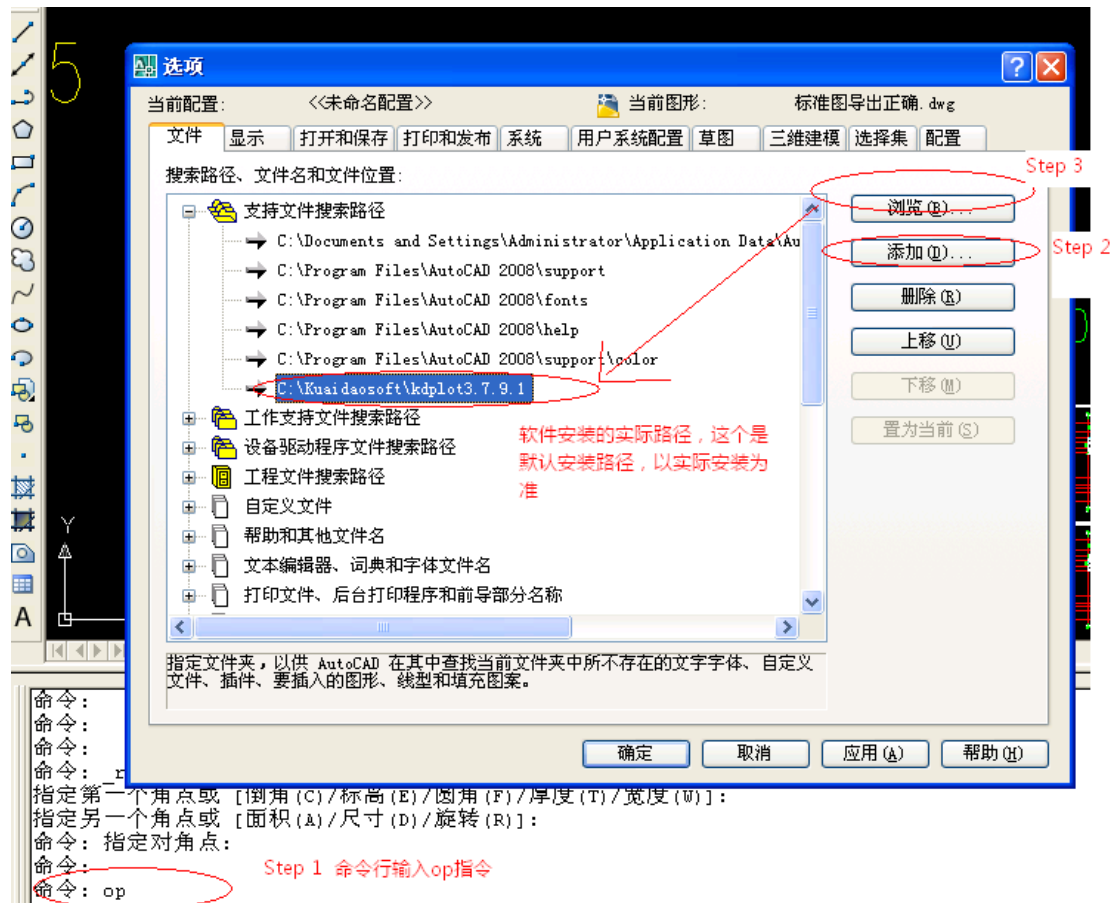 5
选项
当前配置: <<未命名配置>> 当前图形: 标准图导出正确.dwg
文件 显示 打开和保存 打印和发布 系统 用户系统配置 草图 三维建模 选择集 配置
搜索路径、文件名和文件位置:
Step 3
支持文件搜索路径
浏览(B)...
C:\Documents and Settings\Administrator\Application Data\Au
添加(D)...
Step 2
C:\Program Files\AutoCAD 2008\support
C:\Program Files\AutoCAD 2008\fonts
删除(R)
C:\Program Files\AutoCAD 2008\help
上移(U)
C:\Program Files\AutoCAD 2008\support\color
C:\Kuaidaosoft\kdplot3.7.9.1
下移(M)
工作支持文件搜索路径
置为当前(S)
设备驱动程序文件搜索路径
工程文件搜索路径
自定义文件
帮助和其他文件名
文本编辑器、词典和字体文件名
打印文件、后台打印程序和前导部分名称
软件安装的实际路径，这个是
默认安装路径，以实际安装为
准
Y
A
指定文件夹，以供 AutoCAD 在其中查找当前文件夹中所不存在的文字字体、自定义
文件、插件、要插入的图形、线型和填充图案。
确定 取消 应用(A) 帮助(H)
命令:
命令:
命令:
命令: _r
指定第一个角点或 [倒角(C)/标高(E)/圆角(F)/厚度(T)/宽度(W)]:
指定另一个角点或 [面积(A)/尺寸(D)/旋转(R)]:
命令: 指定对角点:
命令:
Step 1 命令行输入op指令
命令: op